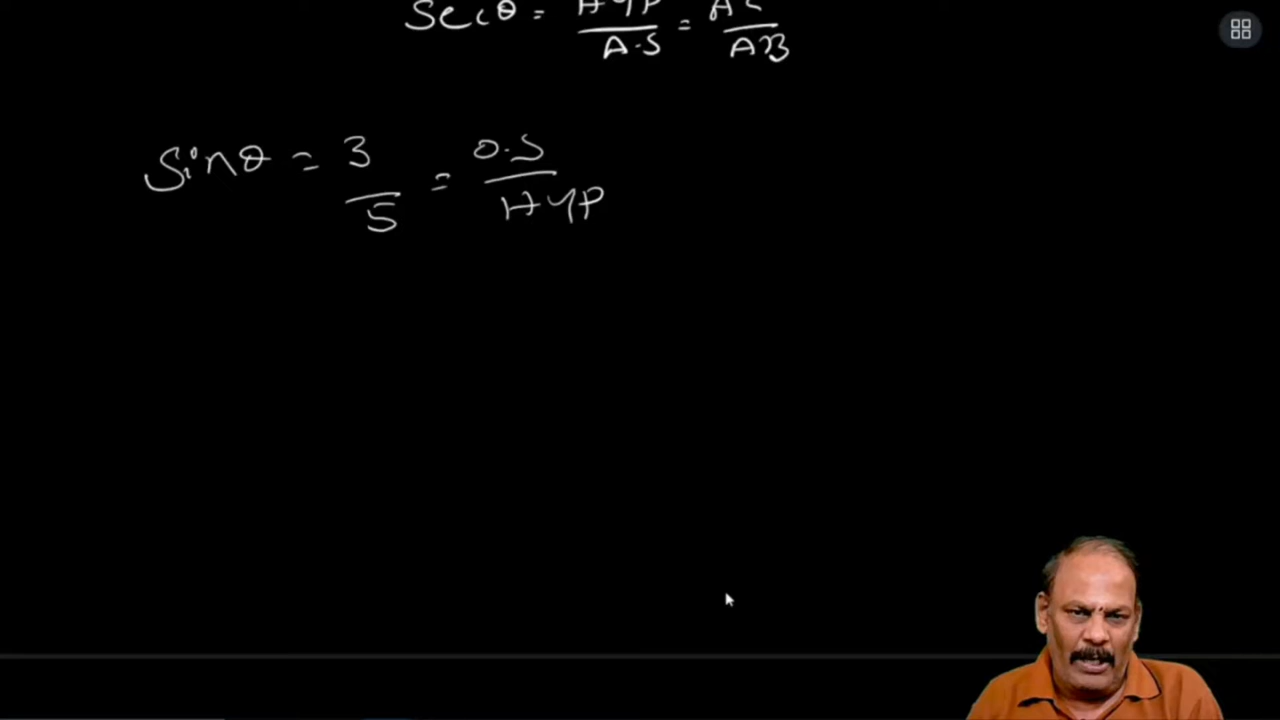 Secθ = Hyp/A.S = AC/AB
Sinθ = 3/5 = O.S/Hyp